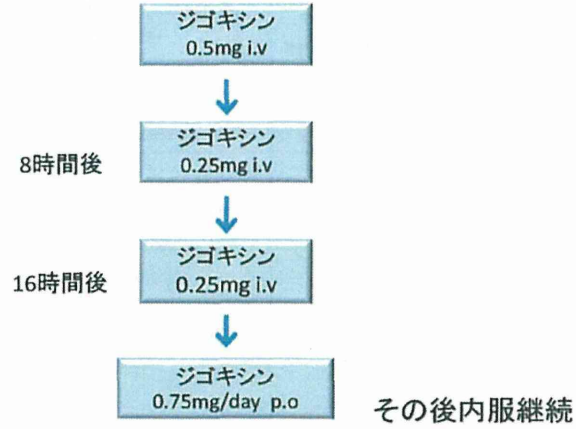 ジゴキシン
0.5mg i.v
8時間後
ジゴキシン
0.25mg i.v
16時間後
ジゴキシン
0.25mg i.v
ジゴキシン
0.75mg/day p.o
その後内服継続